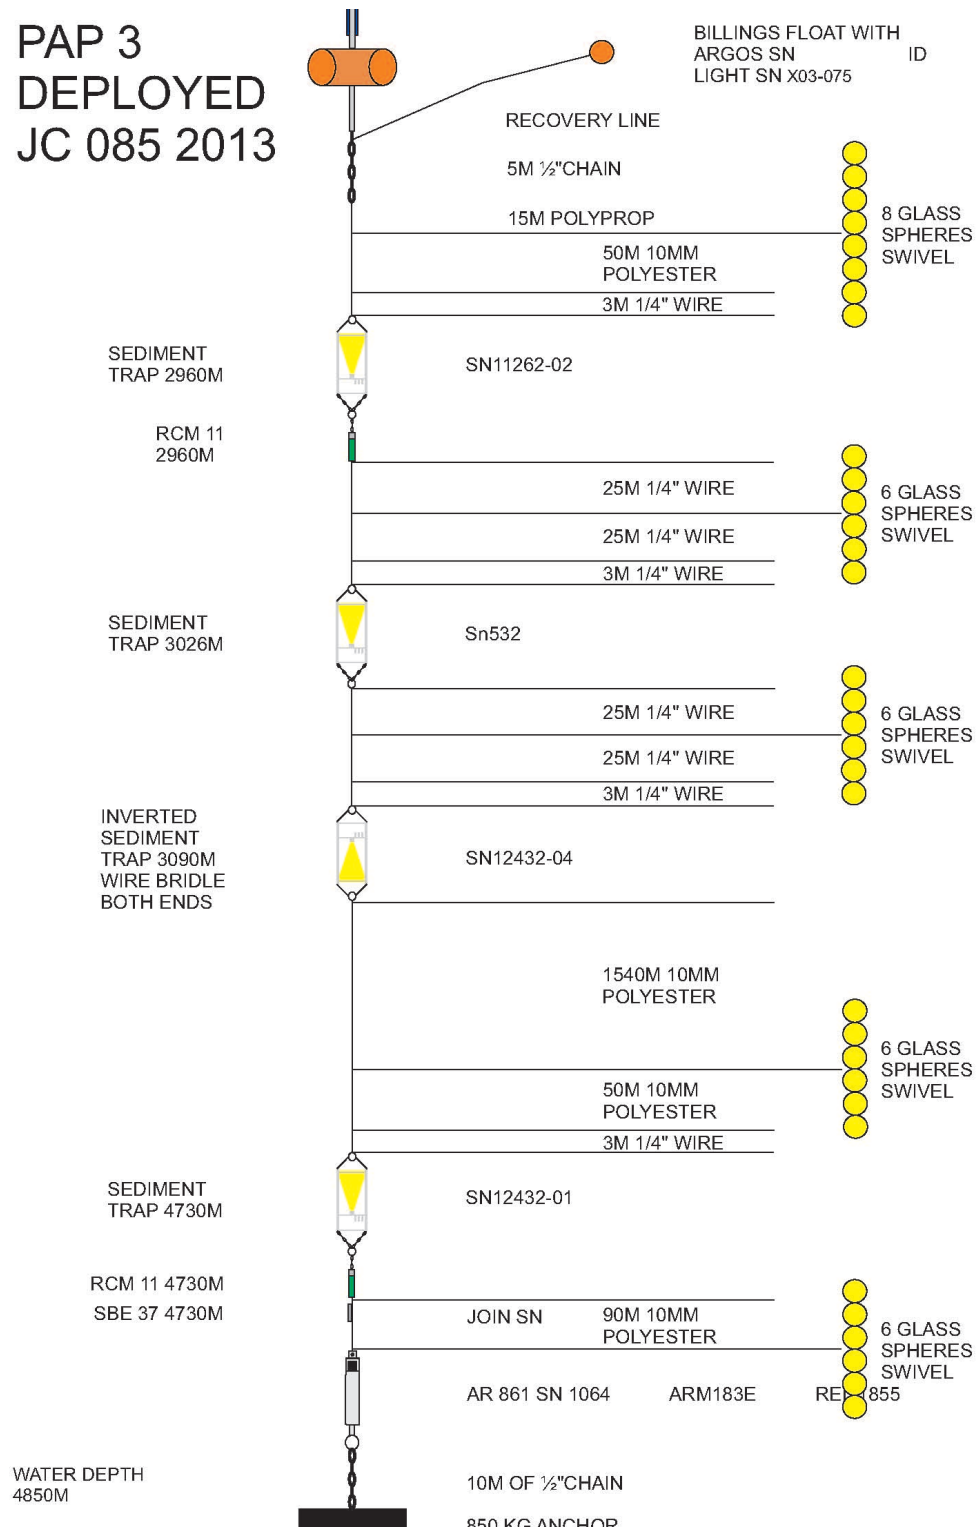 PAP 3
DEPLOYED
JC 085 2013
BILLINGS FLOAT WITH
ARGOS SN ID
LIGHT SN X03-075
RECOVERY LINE
5M ½"CHAIN
15M POLYPROP
8 GLASS
SPHERES
SWIVEL
50M 10MM
POLYESTER
3M 1/4" WIRE
SEDIMENT
TRAP 2960M
SN11262-02
RCM 11
2960M
25M 1/4" WIRE
6 GLASS
SPHERES
SWIVEL
25M 1/4" WIRE
3M 1/4" WIRE
SEDIMENT
TRAP 3026M
Sn532
25M 1/4" WIRE
6 GLASS
SPHERES
SWIVEL
25M 1/4" WIRE
3M 1/4" WIRE
INVERTED
SEDIMENT
TRAP 3090M
WIRE BRIDLE
BOTH ENDS
SN12432-04
1540M 10MM
POLYESTER
6 GLASS
SPHERES
SWIVEL
50M 10MM
POLYESTER
3M 1/4" WIRE
SEDIMENT
TRAP 4730M
SN12432-01
RCM 11 4730M
SBE 37 4730M
JOIN SN
90M 10MM
POLYESTER
6 GLASS
SPHERES
SWIVEL
AR 861 SN 1064 ARM183E 855
WATER DEPTH
4850M
10M OF ½"CHAIN
850 KG ANCHOR